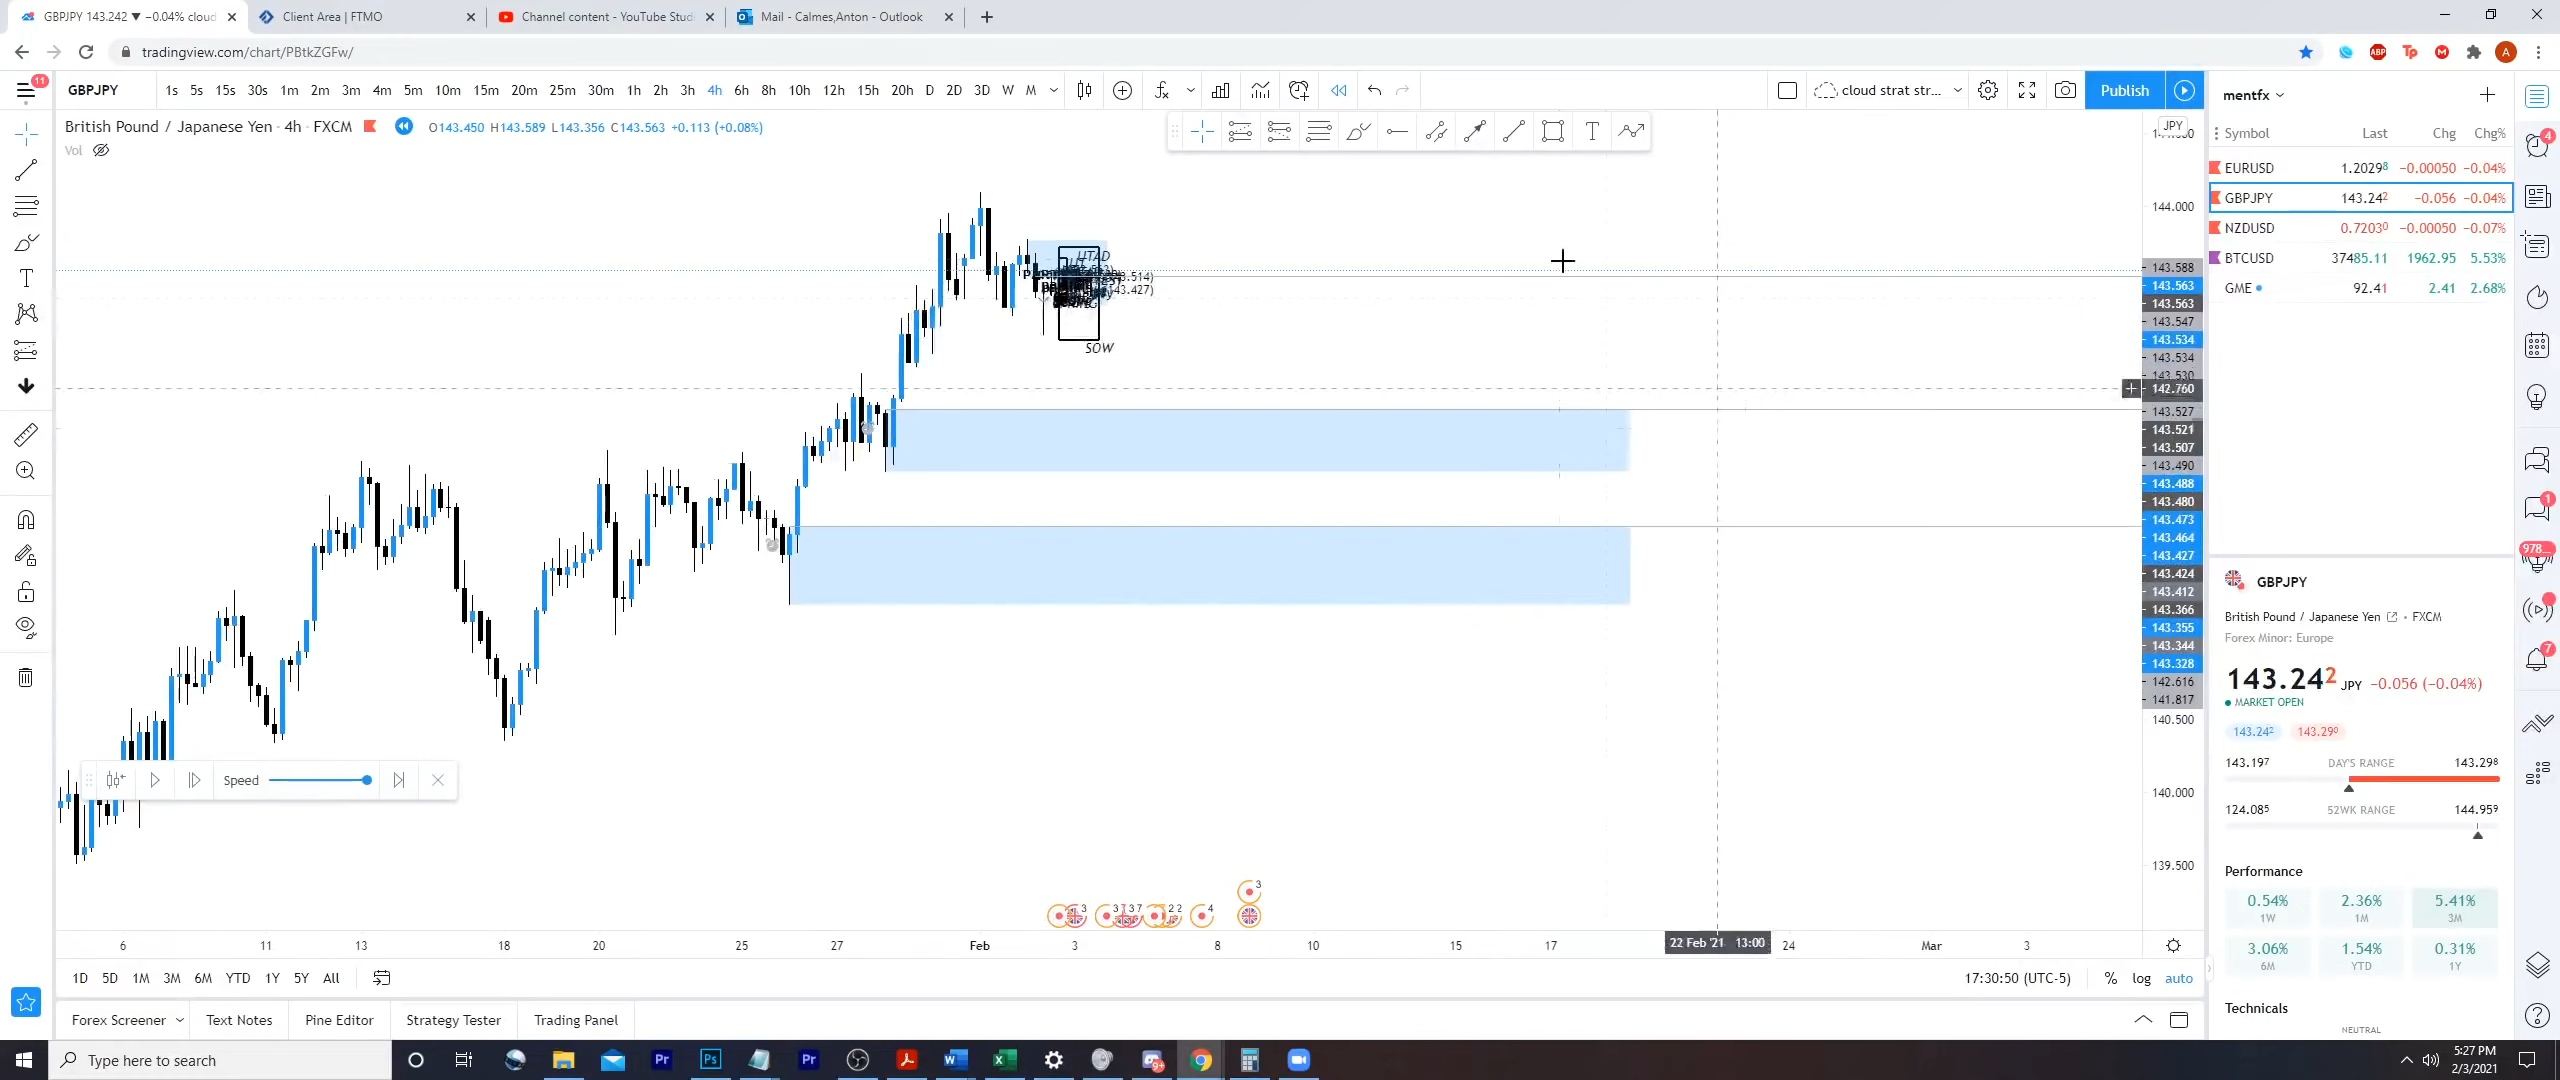 GBPJPY 143.242 ▼ −0.04% cloud
Client Area | FTMO
Channel content - YouTube Stud
Mail - Calmes,Anton - Outlook
tradingview.com/chart/PBtkZGFw/
ABP
A
11
GBPJPY
1s 5s 15s 30s 1m 2m 3m 4m 5m 10m 15m 20m 25m 30m 1h 2h 3h 4h 6h 8h 10h 12h 15h 20h D 2D 3D W M
cloud strat str...
Publish
British Pound / Japanese Yen · 4h · FXCM
O143.450 H143.589 L143.356 C143.563 +0.113 (+0.08%)
Vol
JPY
UTAD
SOW
144.000
143.588
143.563
143.563
143.547
143.534
143.534
143.530
142.760
143.527
143.521
143.507
143.490
143.488
143.480
143.473
143.464
143.427
143.424
143.412
143.366
143.355
143.344
143.328
142.616
141.817
140.500
140.000
139.500
Speed
6 11 13 18 20 25 27 Feb 3 8 10 15 17 22 Feb '21 13:00 24 Mar 3
1D 5D 1M 3M 6M YTD 1Y 5Y All
17:30:50 (UTC-5) % log auto
Forex Screener Text Notes Pine Editor Strategy Tester Trading Panel
mentfx
Symbol Last Chg Chg%
EURUSD 1.20298 −0.00050 −0.04%
GBPJPY 143.242 −0.056 −0.04%
NZDUSD 0.72030 −0.00050 −0.07%
BTCUSD 37485.11 1962.95 5.53%
GME 92.41 2.41 2.68%
GBPJPY
British Pound / Japanese Yen · FXCM
Forex Minor: Europe
143.242 JPY −0.056 (−0.04%)
MARKET OPEN
143.242 143.290
143.197 DAY'S RANGE 143.298
124.085 52WK RANGE 144.959
Performance
0.54% 2.36% 5.41%
1W 1M 3M
3.06% 1.54% 0.31%
6M YTD 1Y
Technicals
NEUTRAL
4
1
978
7
Type here to search
5:27 PM
2/3/2021